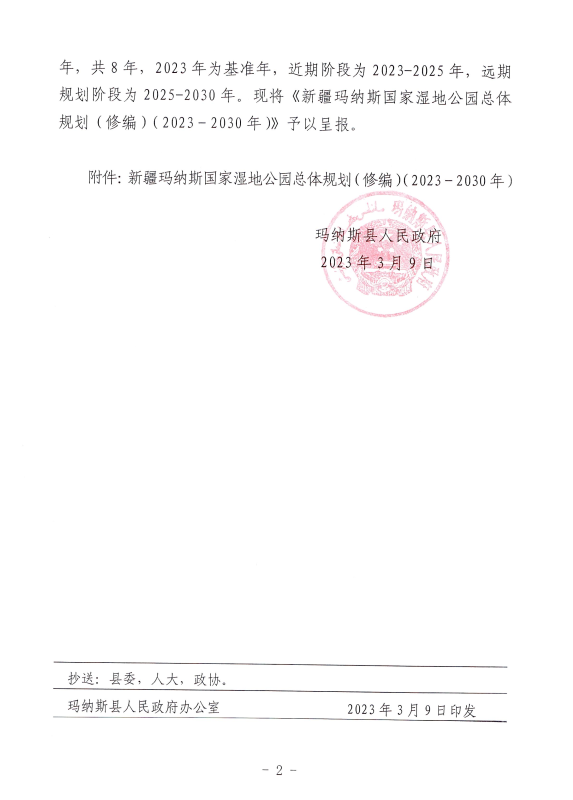 年，共 8 年，2023 年为基准年，近期阶段为 2023-2025 年，远期
规划阶段为 2025-2030 年。现将《新疆玛纳斯国家湿地公园总体
规划（修编）（2023－2030 年）》予以呈报。
附件：新疆玛纳斯国家湿地公园总体规划（修编）（2023－2030 年）
玛纳斯县人民政府
2023 年 3 月 9 日
抄送：县委，人大，政协。
玛纳斯县人民政府办公室 2023 年 3 月 9 日印发
- 2 -